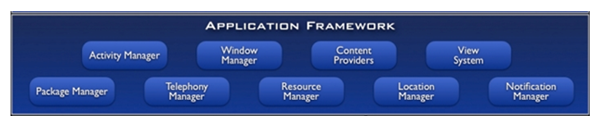 APPLICATION FRAMEWORK
Activity Manager
Window
Manager
Content
Providers
View
System
Package Manager
Telephony
Manager
Resource
Manager
Location
Manager
Notification
Manager